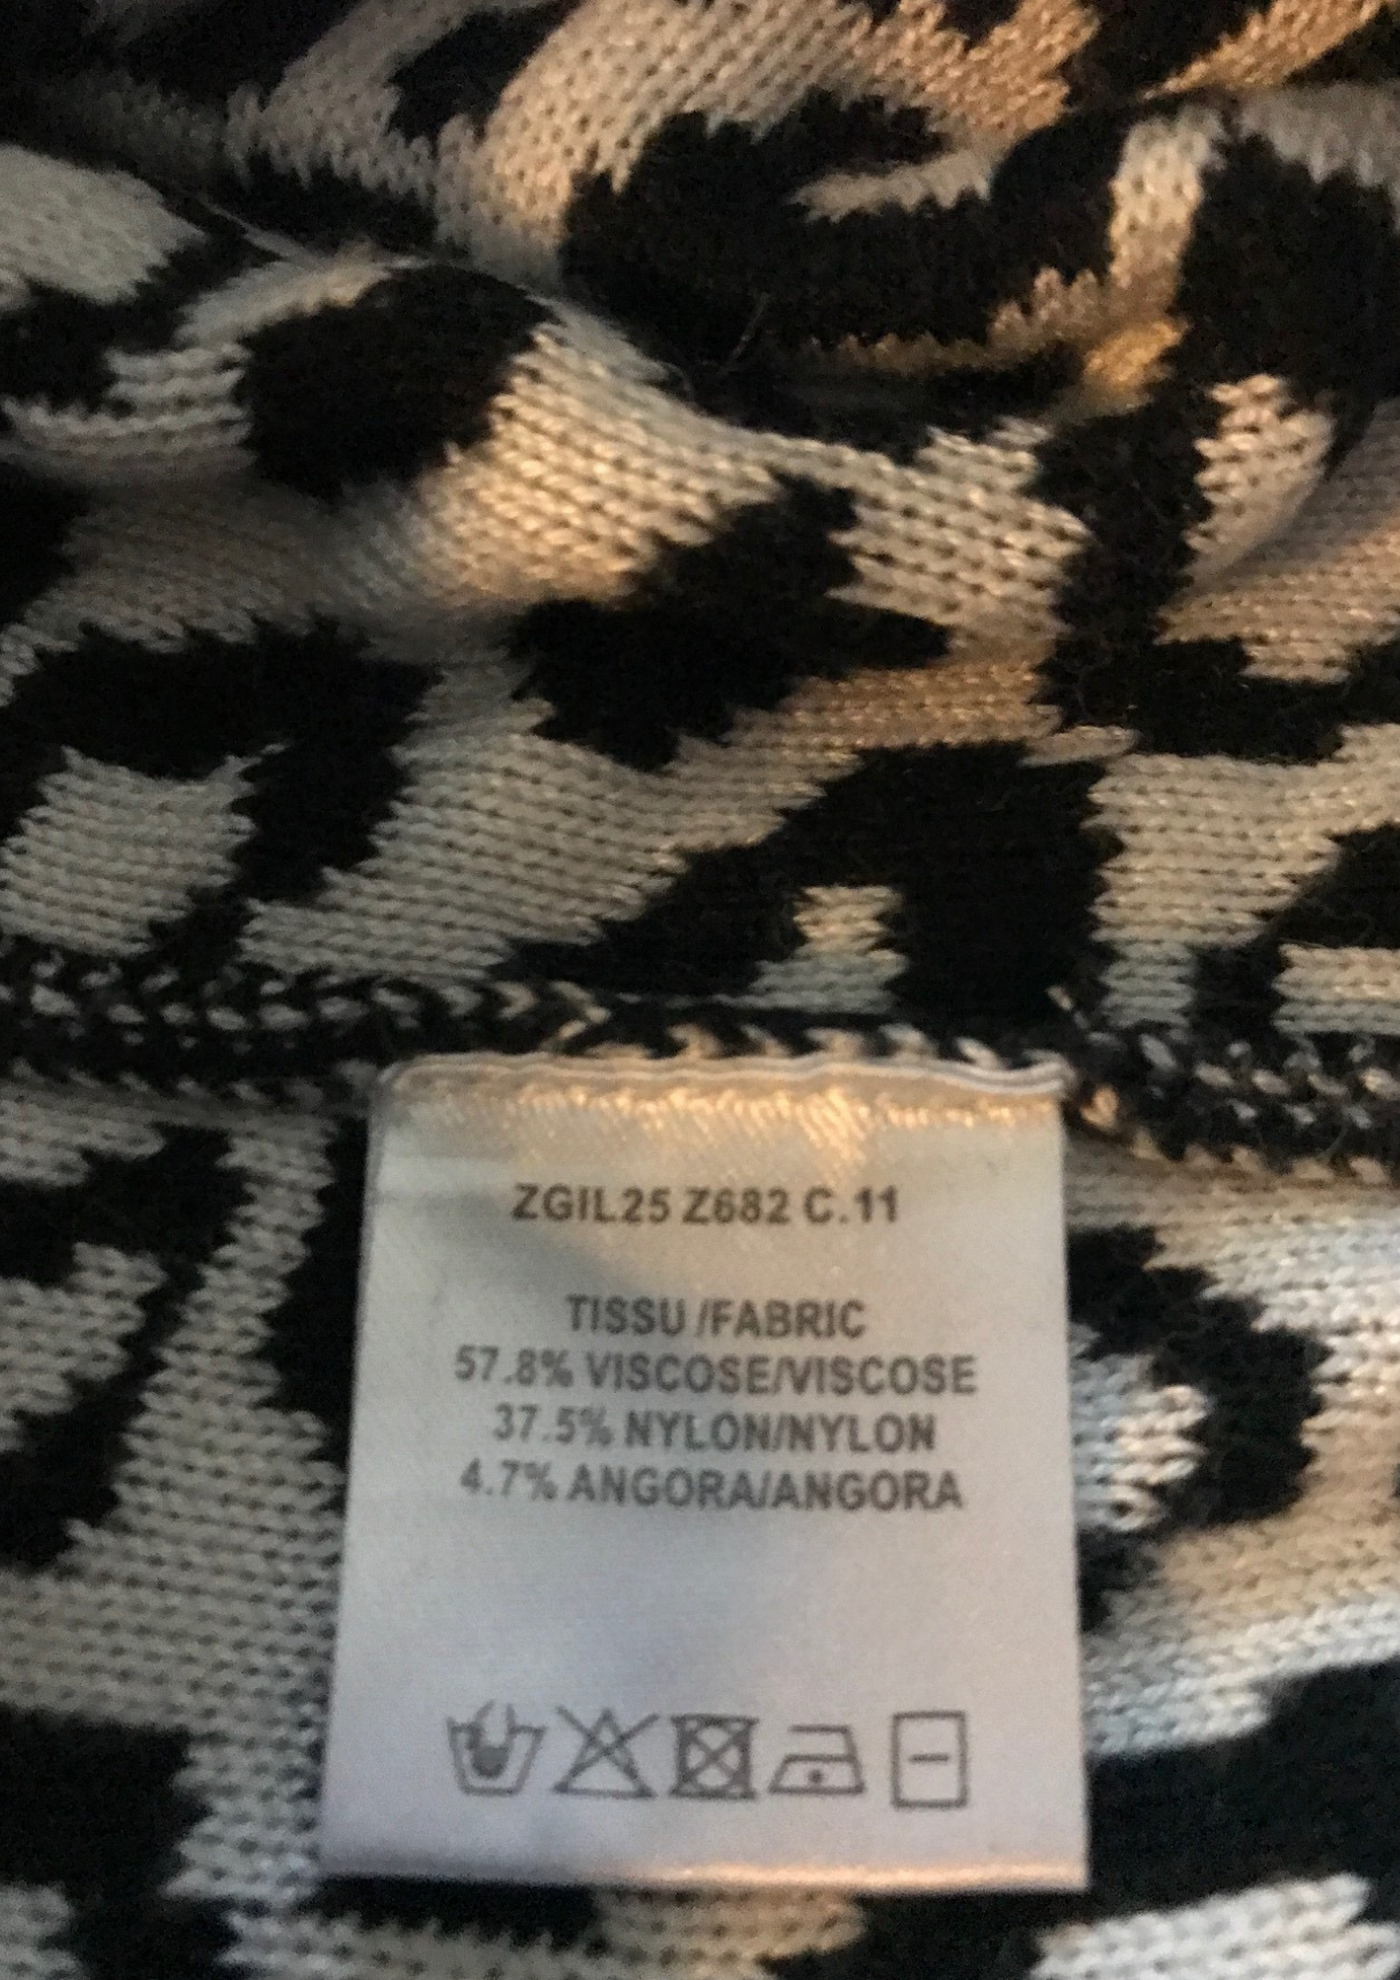 ZGIL25 Z682 C.11
TISSU /FABRIC
57.8% VISCOSE/VISCOSE
37.5% NYLON/NYLON
4.7% ANGORA/ANGORA